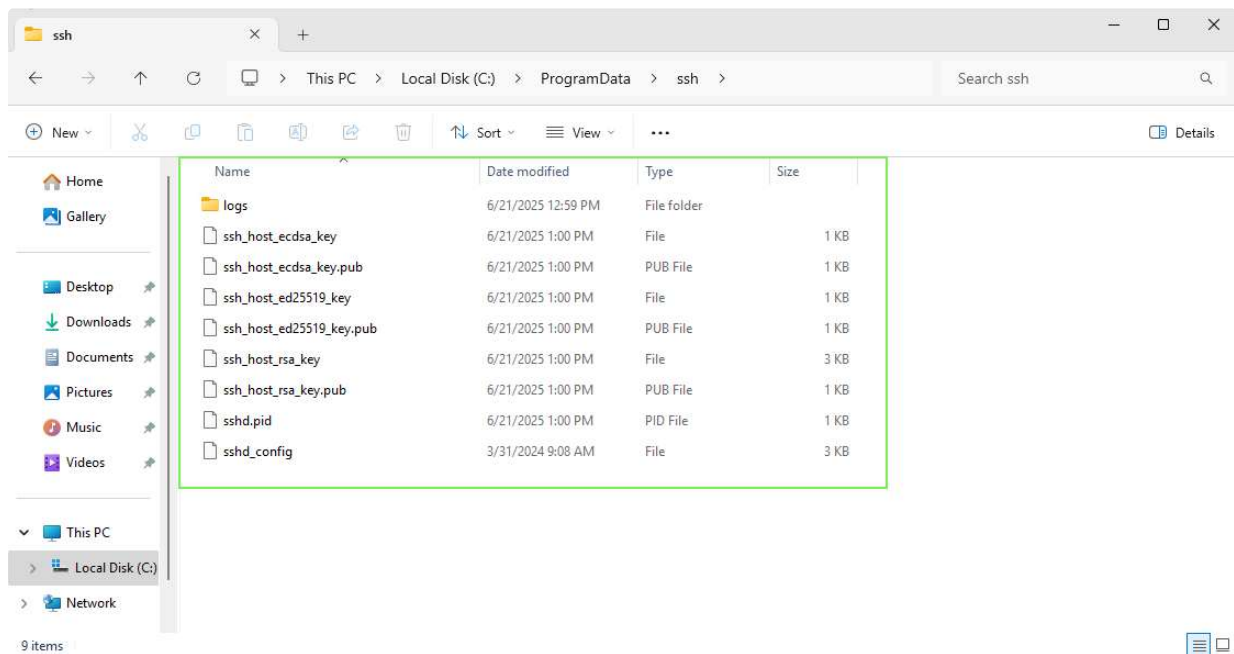 ssh
This PC > Local Disk (C:) > ProgramData > ssh >
Search ssh
New
Sort
View
Details
Home
Gallery
Desktop
Downloads
Documents
Pictures
Music
Videos
This PC
Local Disk (C:)
Network
Name Date modified Type Size
logs 6/21/2025 12:59 PM File folder
ssh_host_ecdsa_key 6/21/2025 1:00 PM File 1 KB
ssh_host_ecdsa_key.pub 6/21/2025 1:00 PM PUB File 1 KB
ssh_host_ed25519_key 6/21/2025 1:00 PM File 1 KB
ssh_host_ed25519_key.pub 6/21/2025 1:00 PM PUB File 1 KB
ssh_host_rsa_key 6/21/2025 1:00 PM File 3 KB
ssh_host_rsa_key.pub 6/21/2025 1:00 PM PUB File 1 KB
sshd.pid 6/21/2025 1:00 PM PID File 1 KB
sshd_config 3/31/2024 9:08 AM File 3 KB
9 items